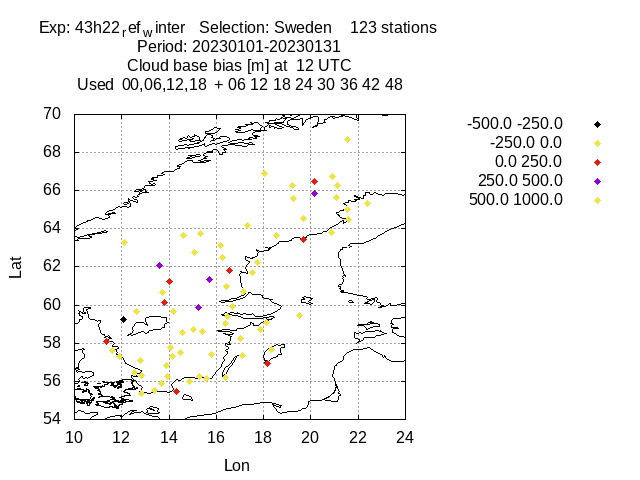 Exp: 43h22ref winter Selection: Sweden 123 stations
Period: 20230101-20230131
Cloud base bias [m] at 12 UTC
Used 00,06,12,18 + 06 12 18 24 30 36 42 48
-500.0 -250.0
-250.0 0.0
0.0 250.0
250.0 500.0
500.0 1000.0
70
68
66
64
62
60
58
56
54
Lat
10 12 14 16 18 20 22 24
Lon